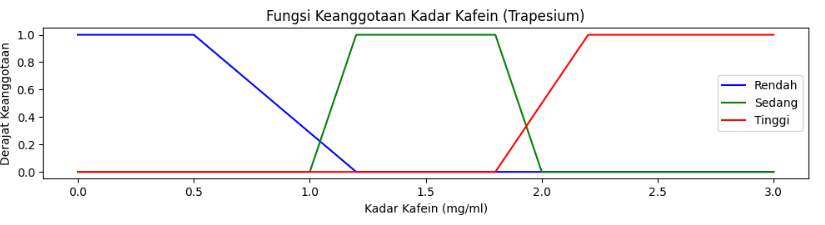 Fungsi Keanggotaan Kadar Kafein (Trapesium)
Derajat Keanggotaan
1.0
0.8
0.6
0.4
0.2
0.0
Rendah
Sedang
Tinggi
0.0 0.5 1.0 1.5 2.0 2.5 3.0
Kadar Kafein (mg/ml)